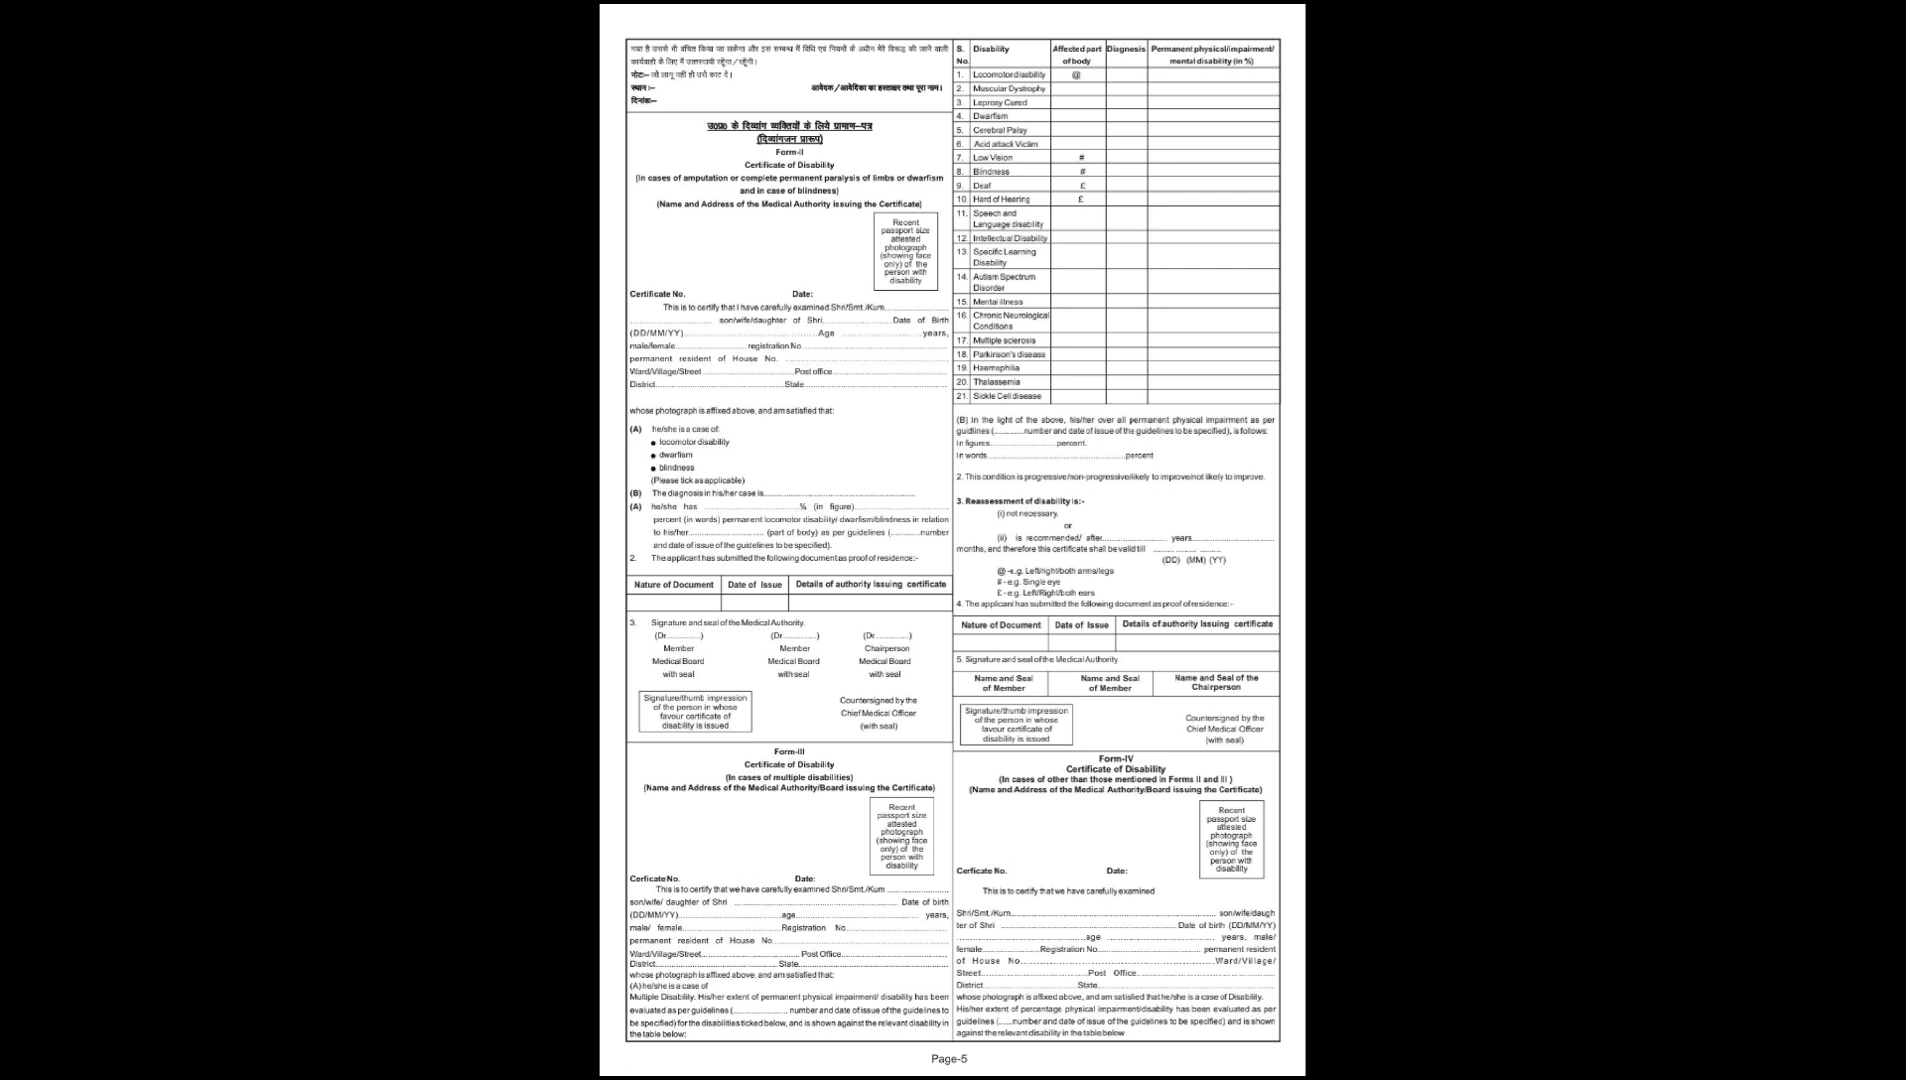 गया है उससे भी वंचित किया जा सकेगा और इस सम्बन्ध में विधि एवं नियमों के अधीन मेरे विरूद्ध की जाने वाली
कार्यवाही के लिए मैं उत्तरदायी रहूँगा/रहूँगी।
नोटः– जो लागू नहीं हो उसे काट दें।
स्थान :–
आवेदक/आवेदिका का हस्ताक्षर तथा पूरा नाम।
दिनांकः–
उ०प्र० के दिव्यांग व्यक्तियों के लिये प्रामाण–पत्र
(दिव्यांगजन प्रारूप)
Form-II
Certificate of Disability
(In cases of amputation or complete permanent paralysis of limbs or dwarfism
and in case of blindness)
(Name and Address of the Medical Authority issuing the Certificate)
Recent
passport size
attested
photograph
(showing face
only) of the
person with
disability
Certificate No. Date:
This is to certify that I have carefully examined Shri/Smt./Kum......................
............................... son/wife/daughter of Shri........................Date of Birth
(DD/MM/YY)..........................................Age .........................years,
male/female........................registration No. ....................................................
permanent resident of House No. ..................................................
Ward/Village/Street.................................Post office.........................................
District..............................................State....................................................
whose photograph is affixed above, and am satisfied that:
(A) he/she is a case of:
● locomotor disability
● dwarfism
● blindness
(Please tick as applicable)
(B) The diagnosis in his/her case is.......................................................
(A) he/she has ..................................% (in figure)..................................
percent (in words) permanent locomotor disability/ dwarfism/blindness in relation
to his/her........................... (part of body) as per guidelines (...........number
and date of issue of the guidelines to be specified).
2. The applicant has submitted the following document as proof of residence:-
Nature of Document Date of Issue Details of authority issuing certificate
3. Signature and seal of the Medical Authority.
(Dr.............) (Dr.............) (Dr.............)
Member Member Chairperson
Medical Board Medical Board Medical Board
with seal with seal with seal
Signature/thumb impression
of the person in whose
favour certificate of
disability is issued
Countersigned by the
Chief Medical Officer
(with seal)
Form-III
Certificate of Disability
(In cases of multiple disabilities)
(Name and Address of the Medical Authority/Board issuing the Certificate)
Recent
passport size
attested
photograph
(showing face
only) of the
person with
disability
Cerficate No. Date:
This is to certify that we have carefully examined Shri/Smt./Kum ......................
son/wife/ daughter of Shri .......................................................... Date of birth
(DD/MM/YY).....................................age............................................ years,
male/ female....................................Registration No....................................
permanent resident of House No..............................................................
Ward/Village/Street................................... Post Office......................................
District............................................ State......................................................
whose photograph is affixed above, and am satisfied that:
(A) he/she is a case of
Multiple Disability. His/her extent of permanent physical impairment/ disability has been
evaluated as per guidelines (.................... number and date of issue of the guidelines to
be specified) for the disabilities ticked below, and is shown against the relevant disability in
the table below:
S. No. Disability Affected part of body Diagnosis Permanent physical/impairment/ mental disability (in %)
1. Locomotor disability @
2. Muscular Dystrophy
3. Leprosy Cured
4. Dwarfism
5. Cerebral Palsy
6. Acid attack Victim
7. Low Vision #
8. Blindness #
9. Deaf £
10. Hard of Hearing £
11. Speech and
Language disability
12. Intellectual Disability
13. Specific Learning
Disability
14. Autism Spectrum
Disorder
15. Mental illness
16. Chronic Neurological
Conditions
17. Multiple sclerosis
18. Parkinson's disease
19. Haemophilia
20. Thalassemia
21. Sickle Cell disease
(B) In the light of the above, his/her over all permanent physical impairment as per
guidlines (...........number and date of issue of the guidelines to be specified), is follows:
In figures........................percent.
In words..................................................percent
2. This condition is progressive/non-progressive/likely to improve/not likely to improve.
3. Reassessment of disability is:-
(i) not necessary.
or
(ii) is recommended/ after....................... years..............................
months, and therefore this certificate shall be valid till ........ ........ ........
(DD) (MM) (YY)
@ -e.g. Left/right/both arms/legs
# - e.g. Single eye
£ - e.g. Left/Right/both ears
4. The applicant has submitted the following document as proof of residence:-
Nature of Document Date of Issue Details of authority issuing certificate
5. Signature and seal of the Medical Authority.
Name and Seal Name and Seal Name and Seal of the
of Member of Member Chairperson
Signature/thumb impression
of the person in whose
favour certificate of
disability is issued
Countersigned by the
Chief Medical Officer
(with seal)
Form-IV
Certificate of Disability
(In cases of other than those mentioned in Forms II and III )
(Name and Address of the Medical Authority/Board issuing the Certificate)
Recent
passport size
attested
photograph
(showing face
only) of the
person with
disability
Cerficate No. Date:
This is to certify that we have carefully examined
Shri/Smt./Kum.......................................................................... son/wife/daugh
ter of Shri ............................................................... Date of birth (DD/MM/YY)
.............................................age ..................................... years, male/
female....................Registration No..................................... permanent resident
of House No.......................................................Ward/Village/
Street.......................................Post Office..................................................
District..................................State................................................................
whose photograph is affixed above, and am satisfied that he/she is a case of Disability.
His/her extent of percentage physical impairment/disability has been evaluated as per
guidelines (.....number and date of issue of the guidelines to be specified) and is shown
against the relevant disability in the table below
Page-5